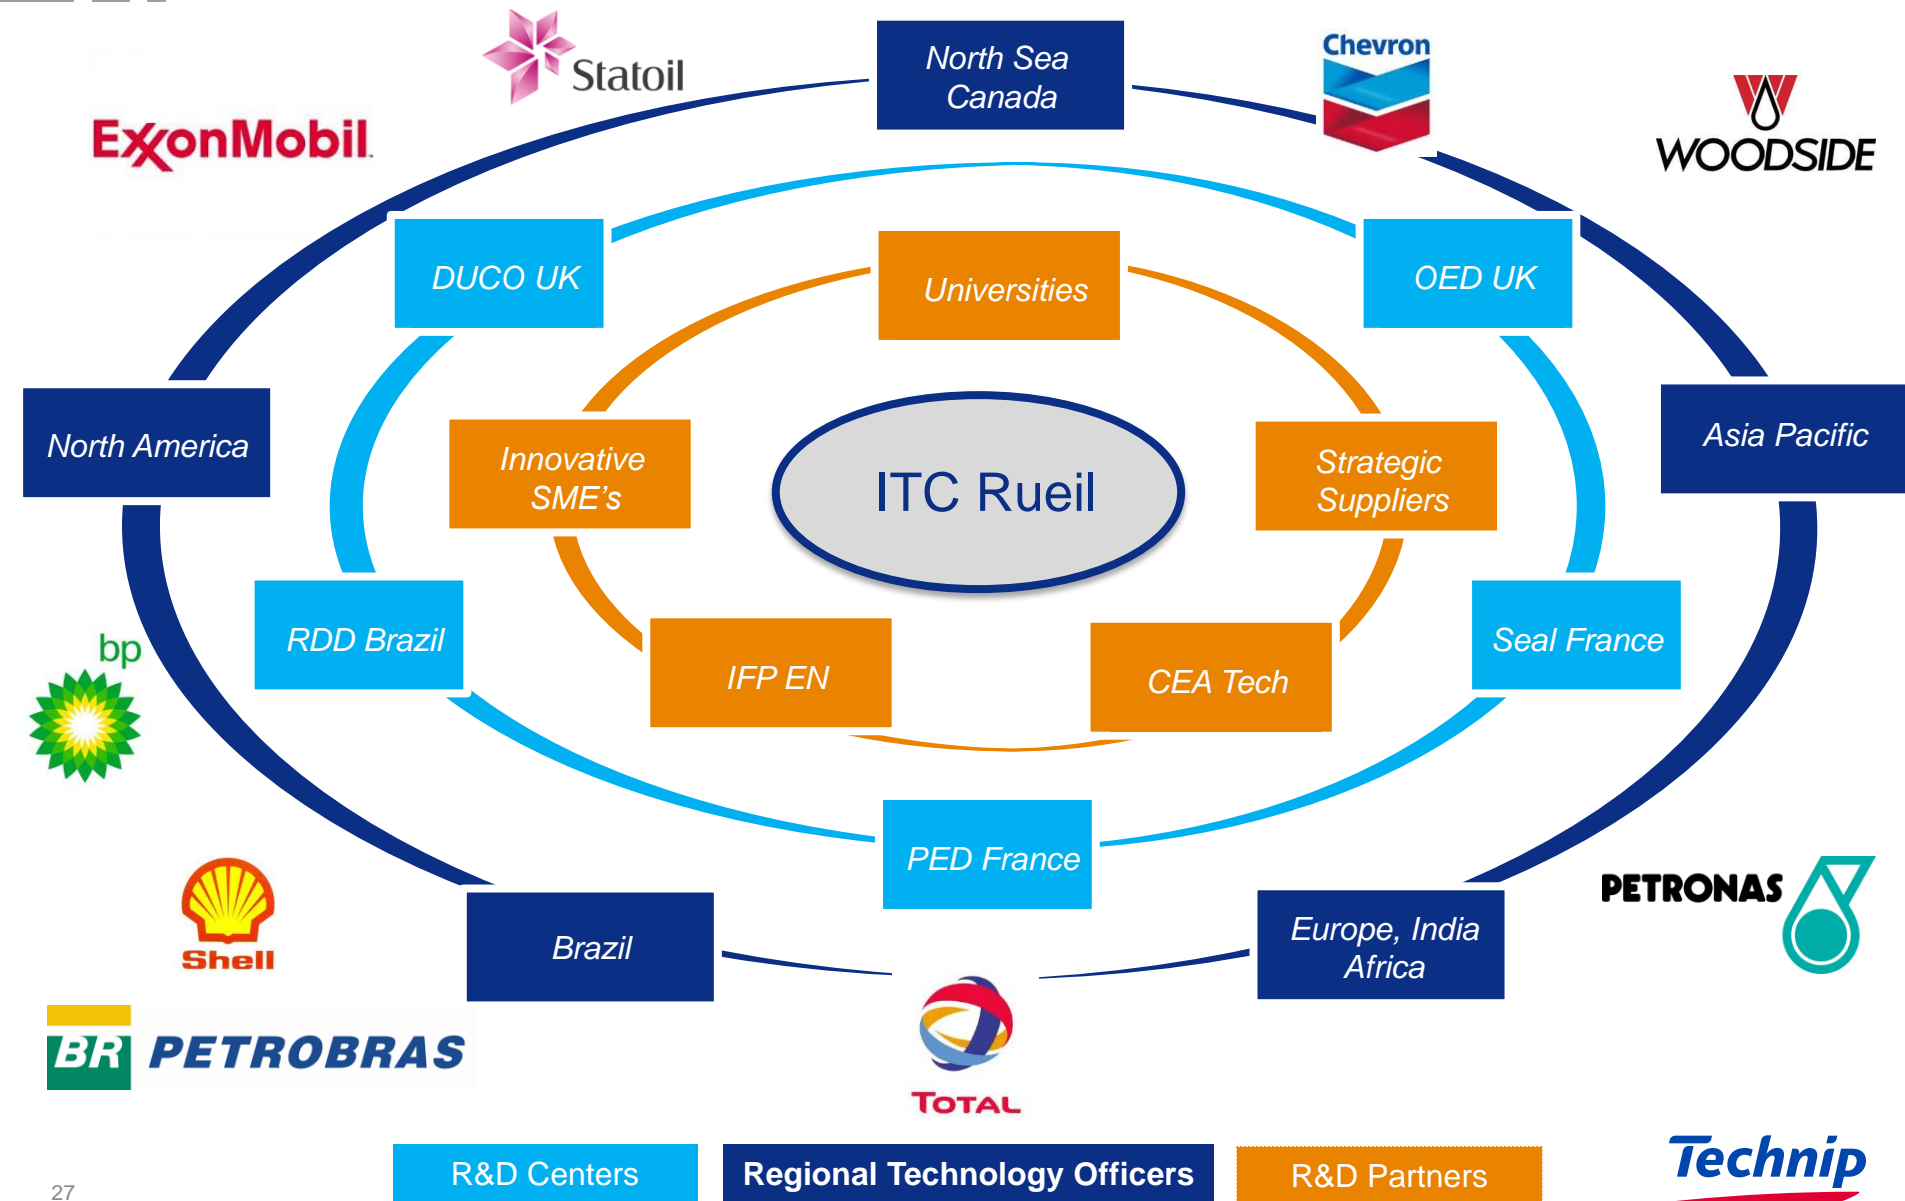 Statoil
North Sea
Canada
Chevron
ExxonMobil
WOODSIDE
DUCO UK
Universities
OED UK
North America
Innovative
SME's
ITC Rueil
Strategic
Suppliers
Asia Pacific
RDD Brazil
IFP EN
CEA Tech
Seal France
bp
PED France
Shell
Brazil
Europe, India
Africa
PETRONAS
BR PETROBRAS
TOTAL
R&D Centers
Regional Technology Officers
R&D Partners
Technip
27